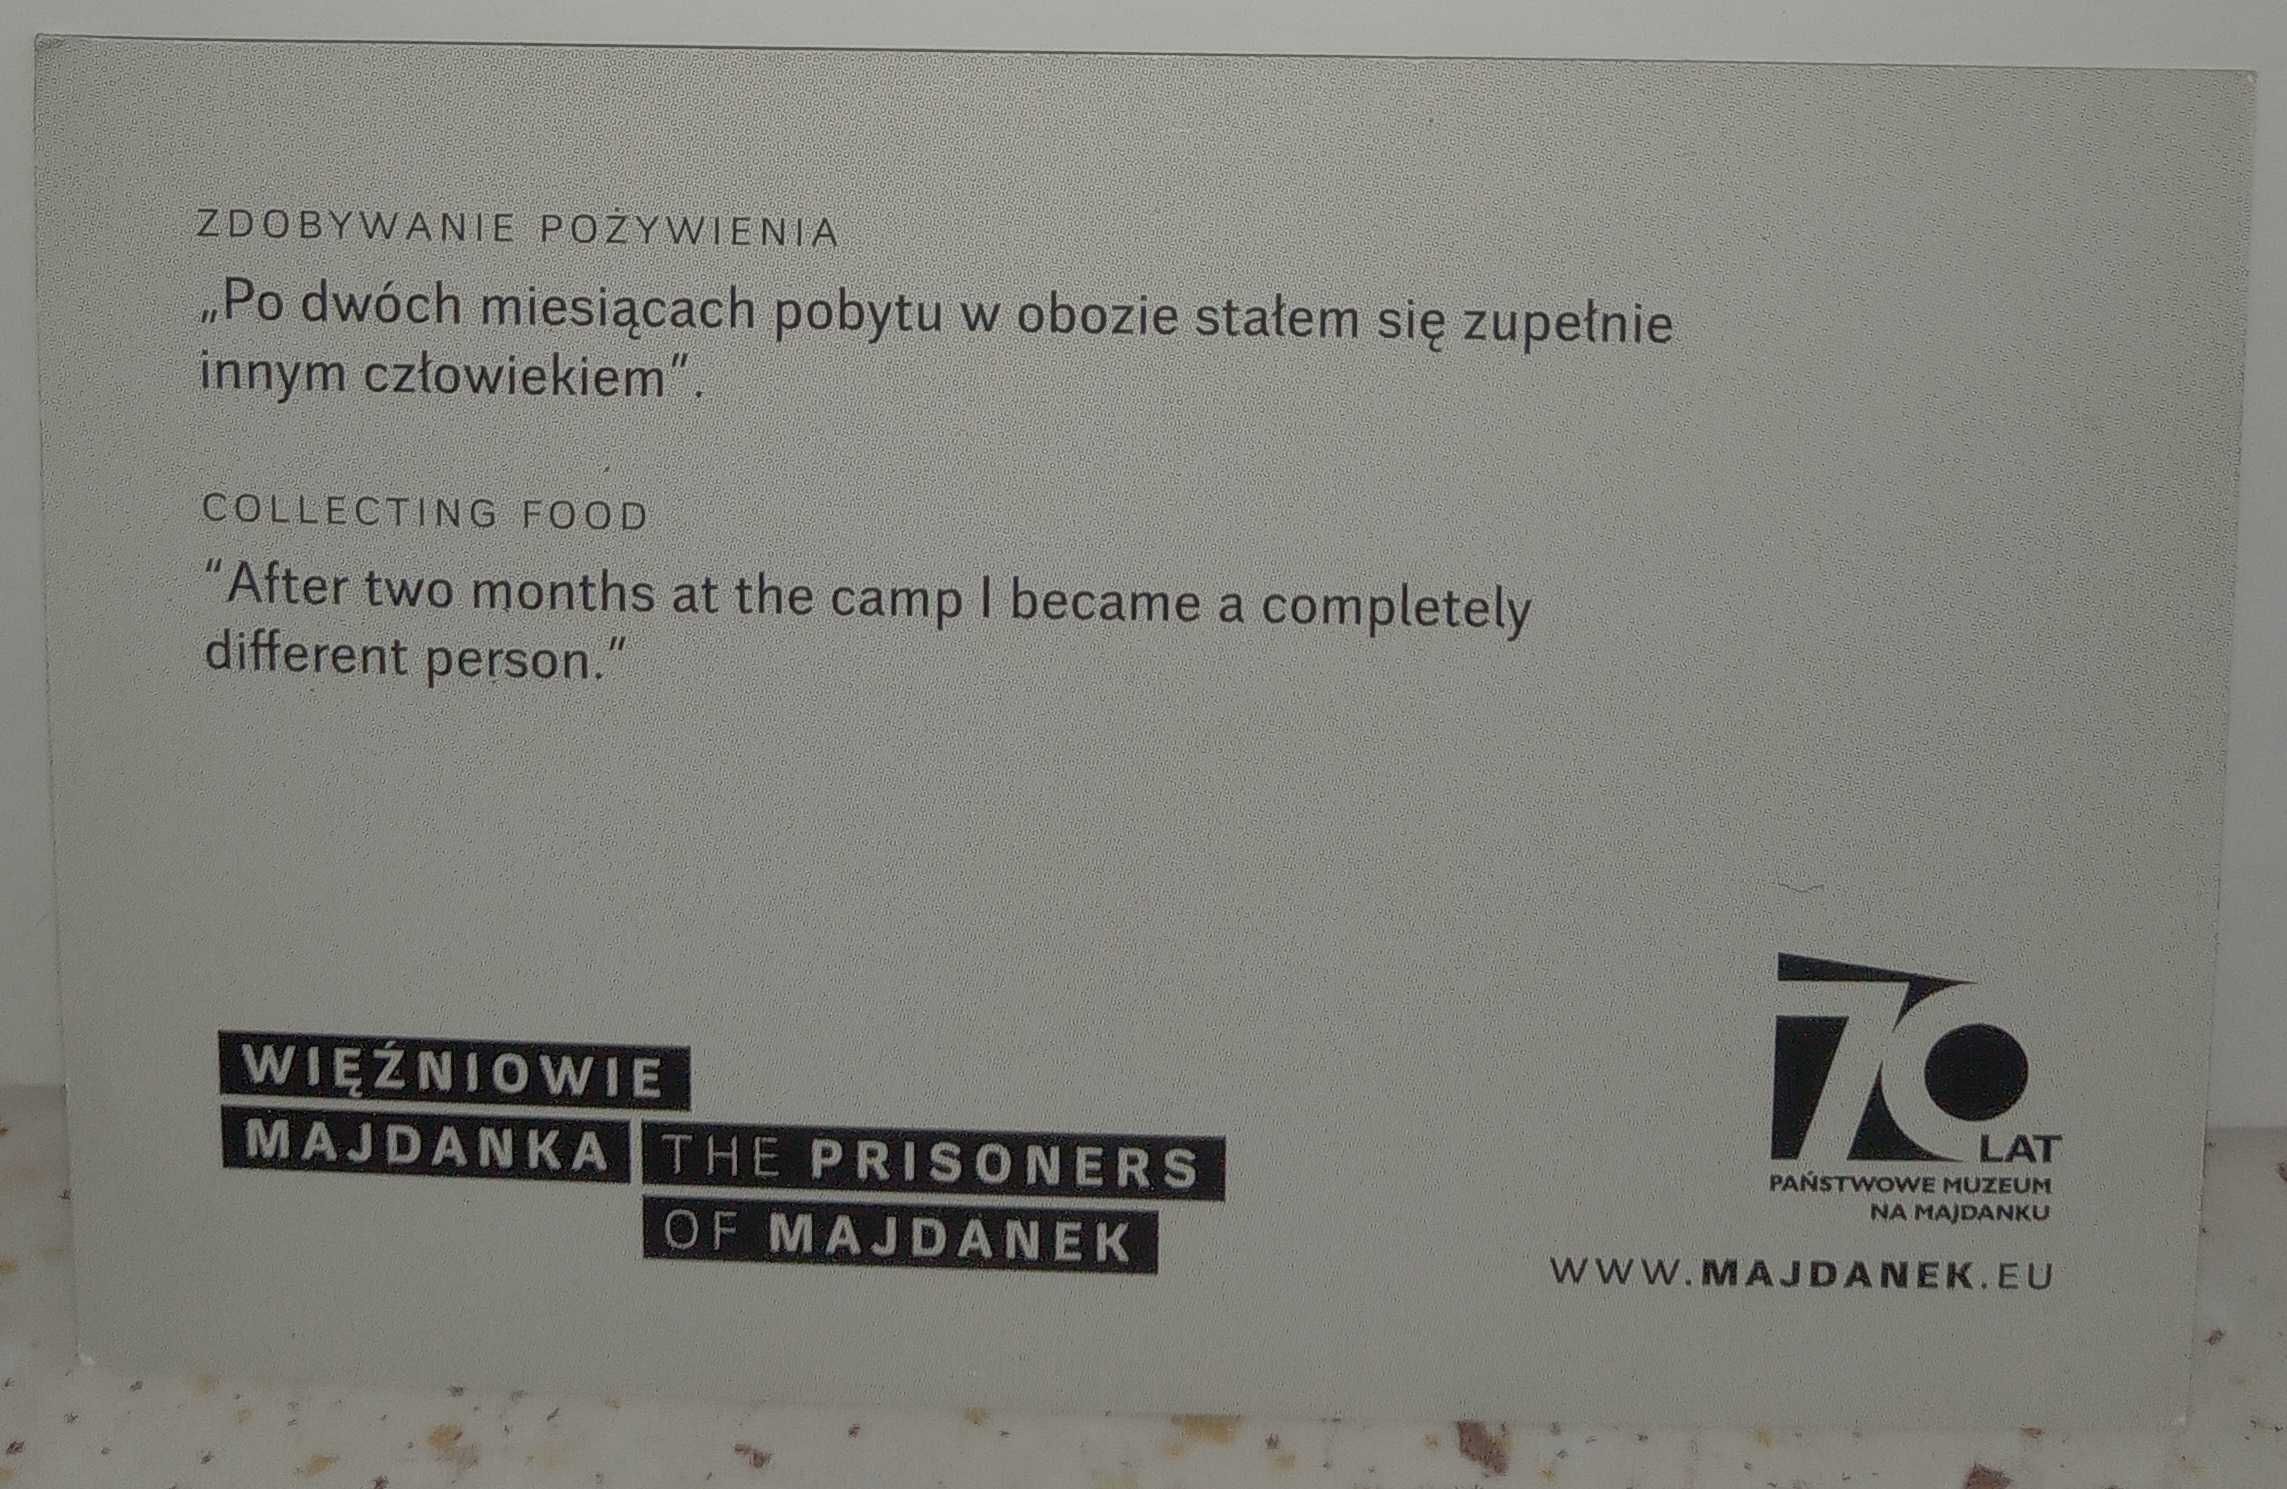 ZDOBYWANIE POŻYWIENIA
„Po dwóch miesiącach pobytu w obozie stałem się zupełnie
innym człowiekiem”.
COLLECTING FOOD
“After two months at the camp I became a completely
different person.”
WIĘŹNIOWIE
MAJDANKA
THE PRISONERS
OF MAJDANEK
70
LAT
PAŃSTWOWE MUZEUM
NA MAJDANKU
WWW.MAJDANEK.EU